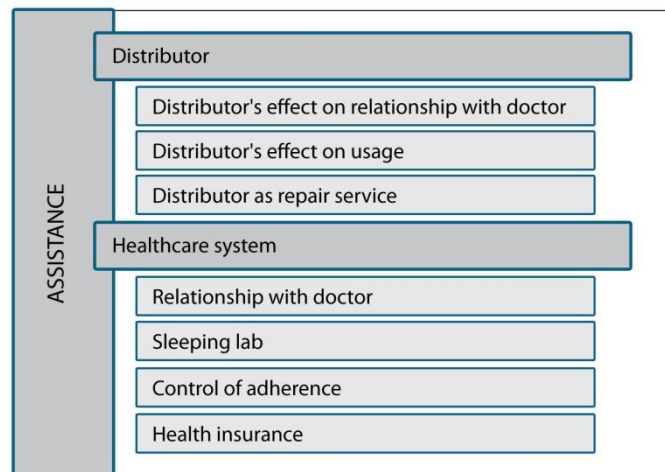 ASSISTANCE
Distributor
Distributor's effect on relationship with doctor
Distributor's effect on usage
Distributor as repair service
Healthcare system
Relationship with doctor
Sleeping lab
Control of adherence
Health insurance